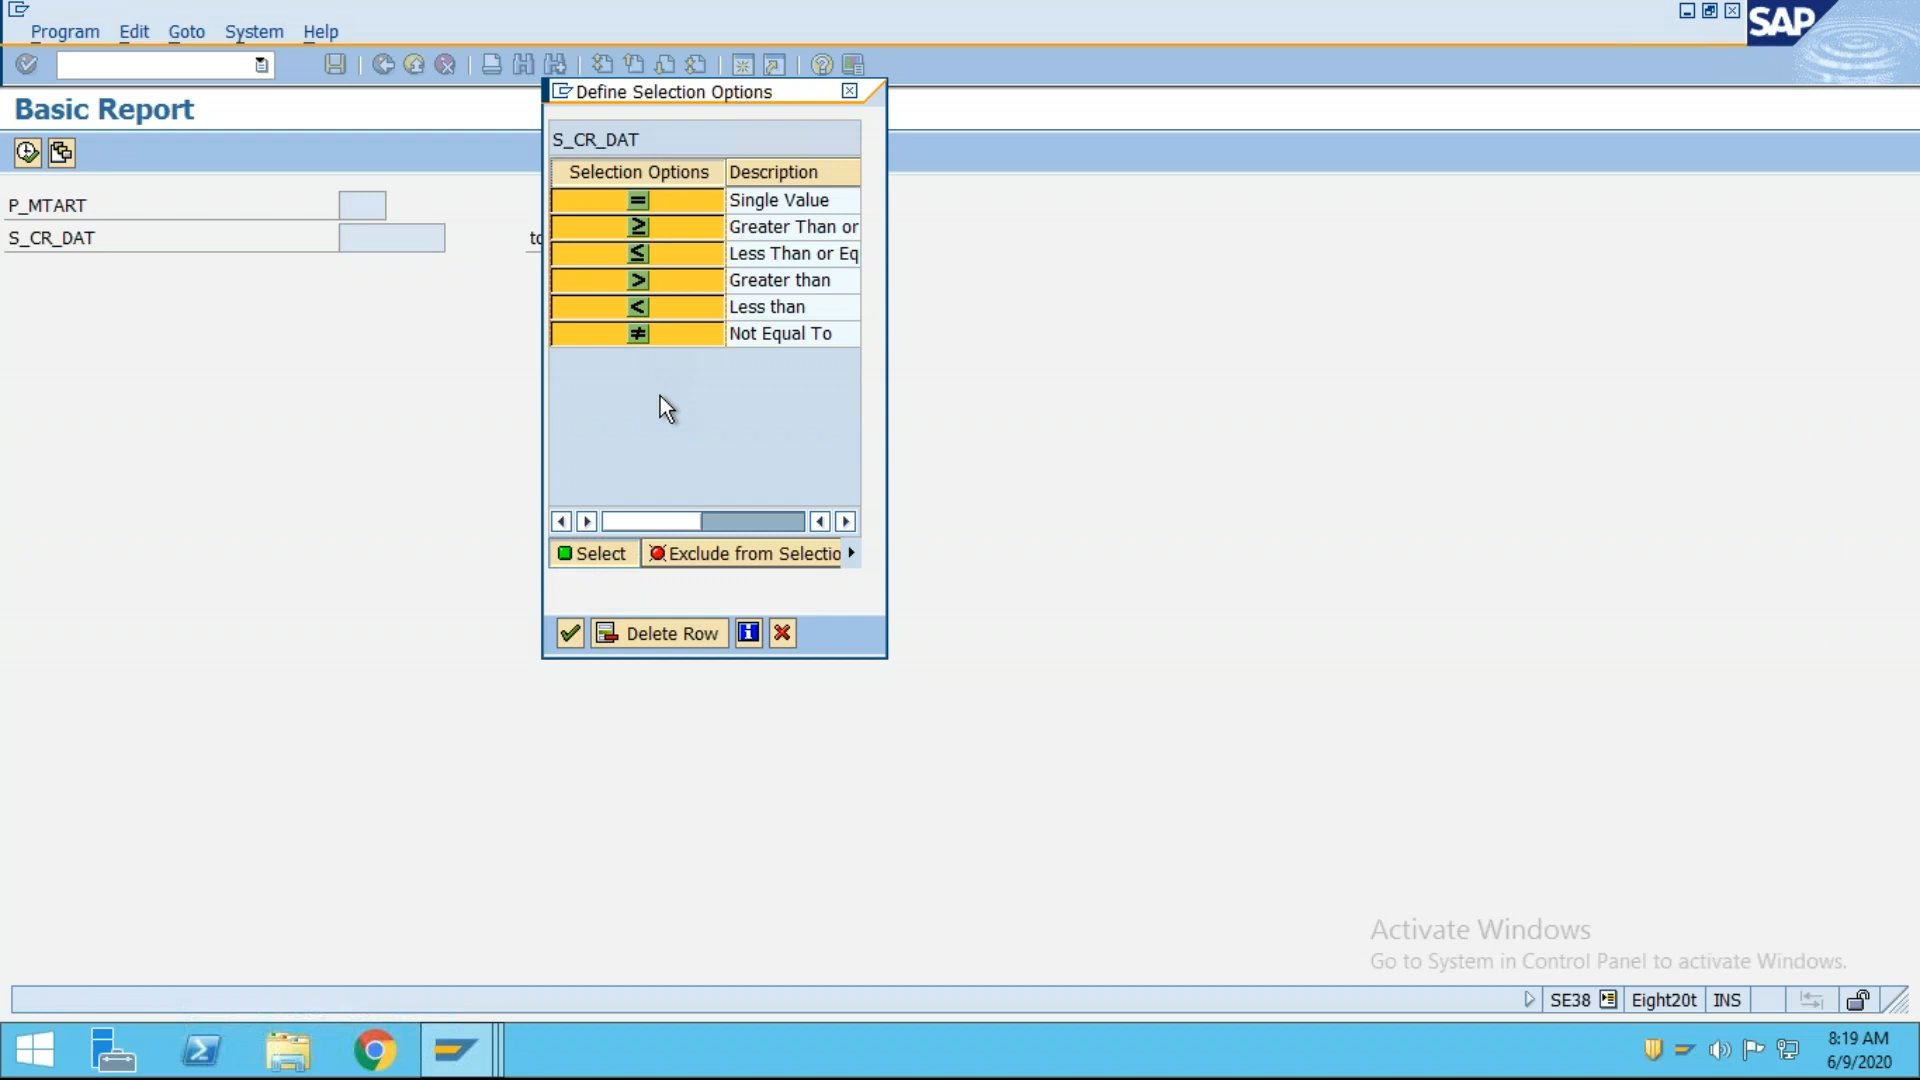 Program Edit Goto System Help
SAP
Define Selection Options
Basic Report
S_CR_DAT
Selection Options Description
= Single Value
≥ Greater Than or
≤ Less Than or Eq
> Greater than
< Less than
≠ Not Equal To
P_MTART
S_CR_DAT to
Select Exclude from Selectio
Delete Row
Activate Windows
Go to System in Control Panel to activate Windows.
SE38 Eight20t INS
8:19 AM
6/9/2020